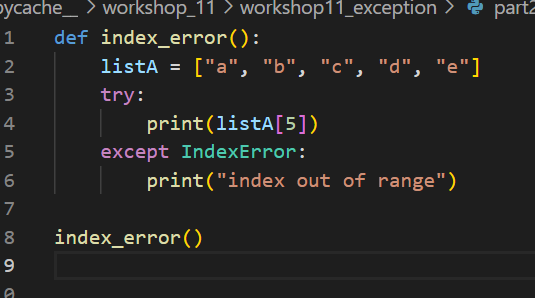 ycache__ > workshop_11 > workshop11_exception > part2
1 def index_error():
2     listA = ["a", "b", "c", "d", "e"]
3     try:
4         print(listA[5])
5     except IndexError:
6         print("index out of range")
7
8 index_error()
9